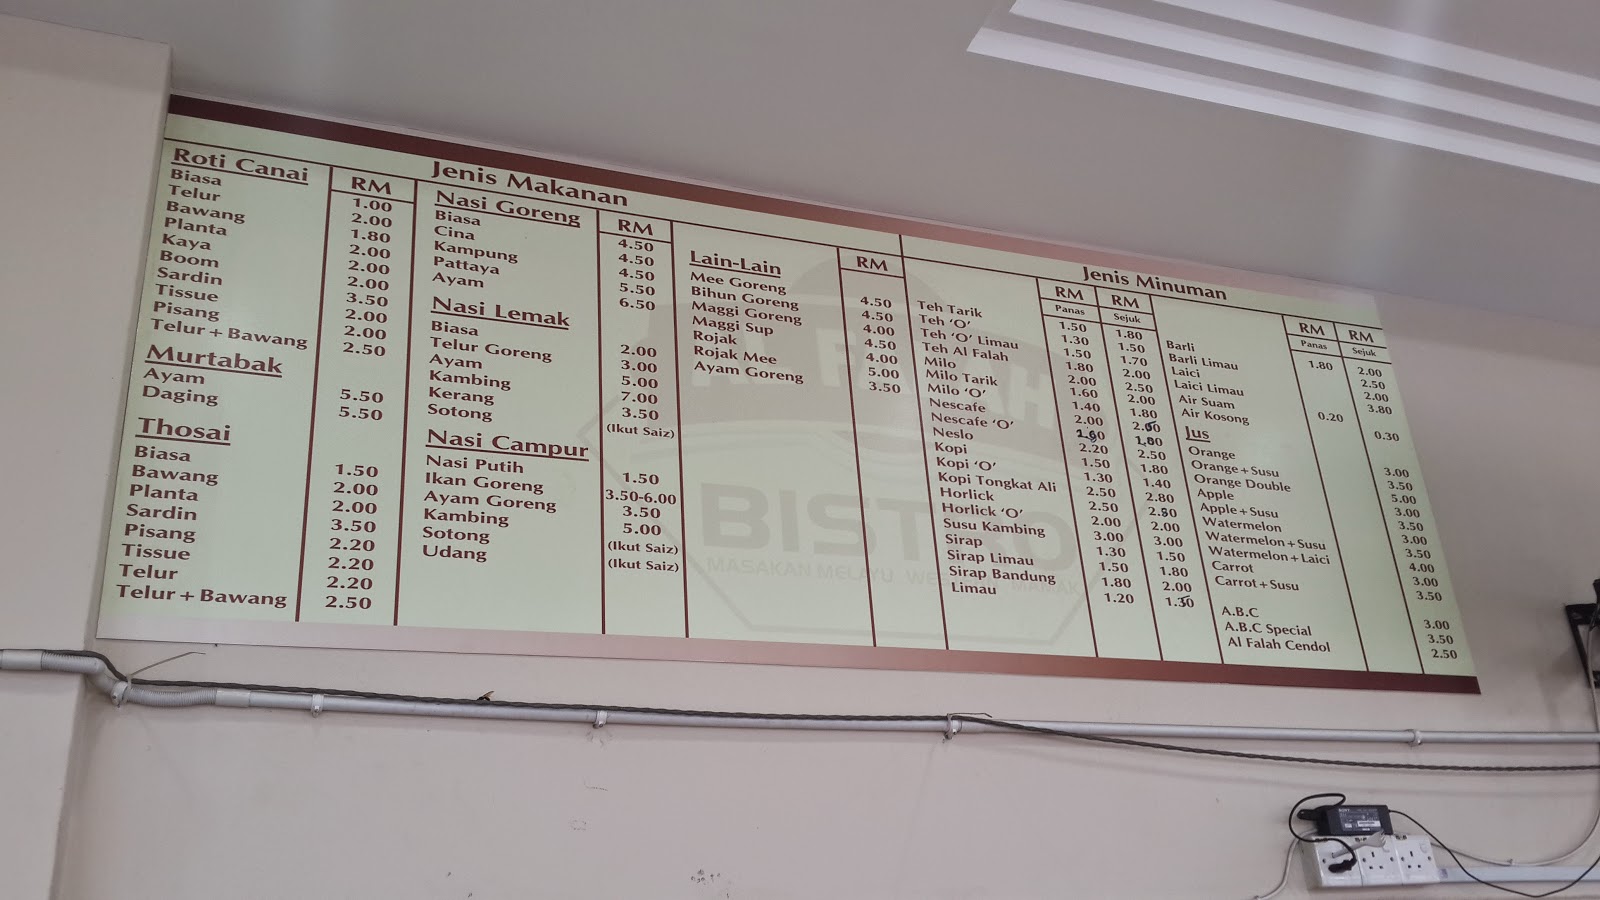 Jenis Makanan
Roti Canai RM
Biasa 1.00
Telur 2.00
Bawang 1.80
Planta 2.00
Kaya 2.00
Boom 2.00
Sardin 3.50
Tissue 2.00
Pisang 2.00
Telur + Bawang 2.50
Murtabak
Ayam 5.50
Daging 5.50
Thosai
Biasa 1.50
Bawang 2.00
Planta 2.00
Sardin 3.50
Pisang 2.20
Tissue 2.20
Telur 2.20
Telur + Bawang 2.50
Nasi Goreng RM
Biasa 4.50
Cina 4.50
Kampung 4.50
Pattaya 5.50
Ayam 6.50
Nasi Lemak
Biasa 2.00
Telur Goreng 3.00
Ayam 5.00
Kambing 7.00
Kerang 3.50
Sotong (Ikut Saiz)
Nasi Campur
Nasi Putih 1.50
Ikan Goreng 3.50-6.00
Ayam Goreng 3.50
Kambing 5.00
Sotong (Ikut Saiz)
Udang (Ikut Saiz)
Lain-Lain RM
Mee Goreng 4.50
Bihun Goreng 4.50
Maggi Goreng 4.00
Maggi Sup 4.50
Rojak 4.00
Rojak Mee 5.00
Ayam Goreng 3.50
Jenis Minuman
RM RM
Panas Sejuk
Teh Tarik 1.50 1.80
Teh ‘O’ 1.30 1.50
Teh ‘O’ Limau 1.50 1.70
Teh Al Falah 1.80 2.00
Milo 2.00 2.50
Milo Tarik 1.60 2.00
Milo ‘O’ 1.40 1.80
Nescafe 2.00
Nescafe ‘O’
Neslo 2.20 2.50
Kopi 1.50 1.80
Kopi ‘O’ 1.30 1.40
Kopi Tongkat Ali 2.50 2.80
Horlick 2.50
Horlick ‘O’ 2.00 2.00
Susu Kambing 3.00 3.00
Sirap 1.30 1.50
Sirap Limau 1.50 1.80
Sirap Bandung 1.80 2.00
Limau 1.20
RM RM
Panas Sejuk
Barli 1.80 2.00
Barli Limau 2.50
Laici 2.00
Laici Limau 3.80
Air Suam 0.20
Air Kosong 0.30
Jus
Orange 3.00
Orange + Susu 3.50
Orange Double 5.00
Apple 3.00
Apple + Susu 3.50
Watermelon 3.00
Watermelon + Susu 3.50
Watermelon + Laici 4.00
Carrot 3.00
Carrot + Susu 3.50
A.B.C 3.00
A.B.C Special 3.50
Al Falah Cendol 2.50
AL FALAH
BISTRO